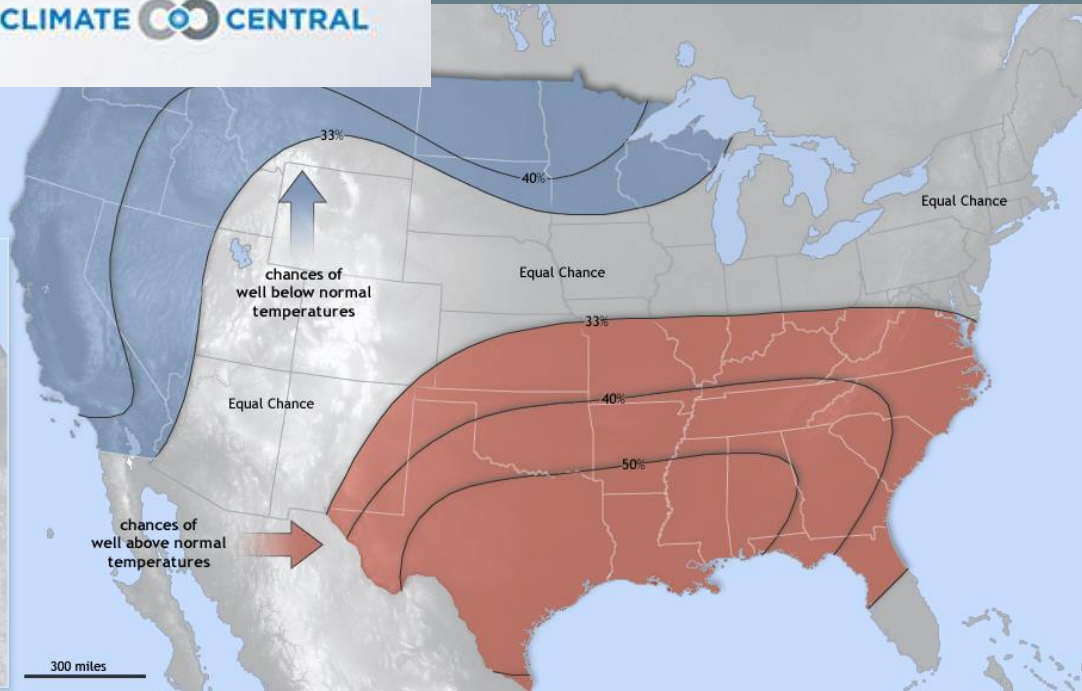 CLIMATE CENTRAL
33%
40%
Equal Chance
chances of
well below normal
temperatures
Equal Chance
33%
Equal Chance
40%
50%
chances of
well above normal
temperatures
300 miles